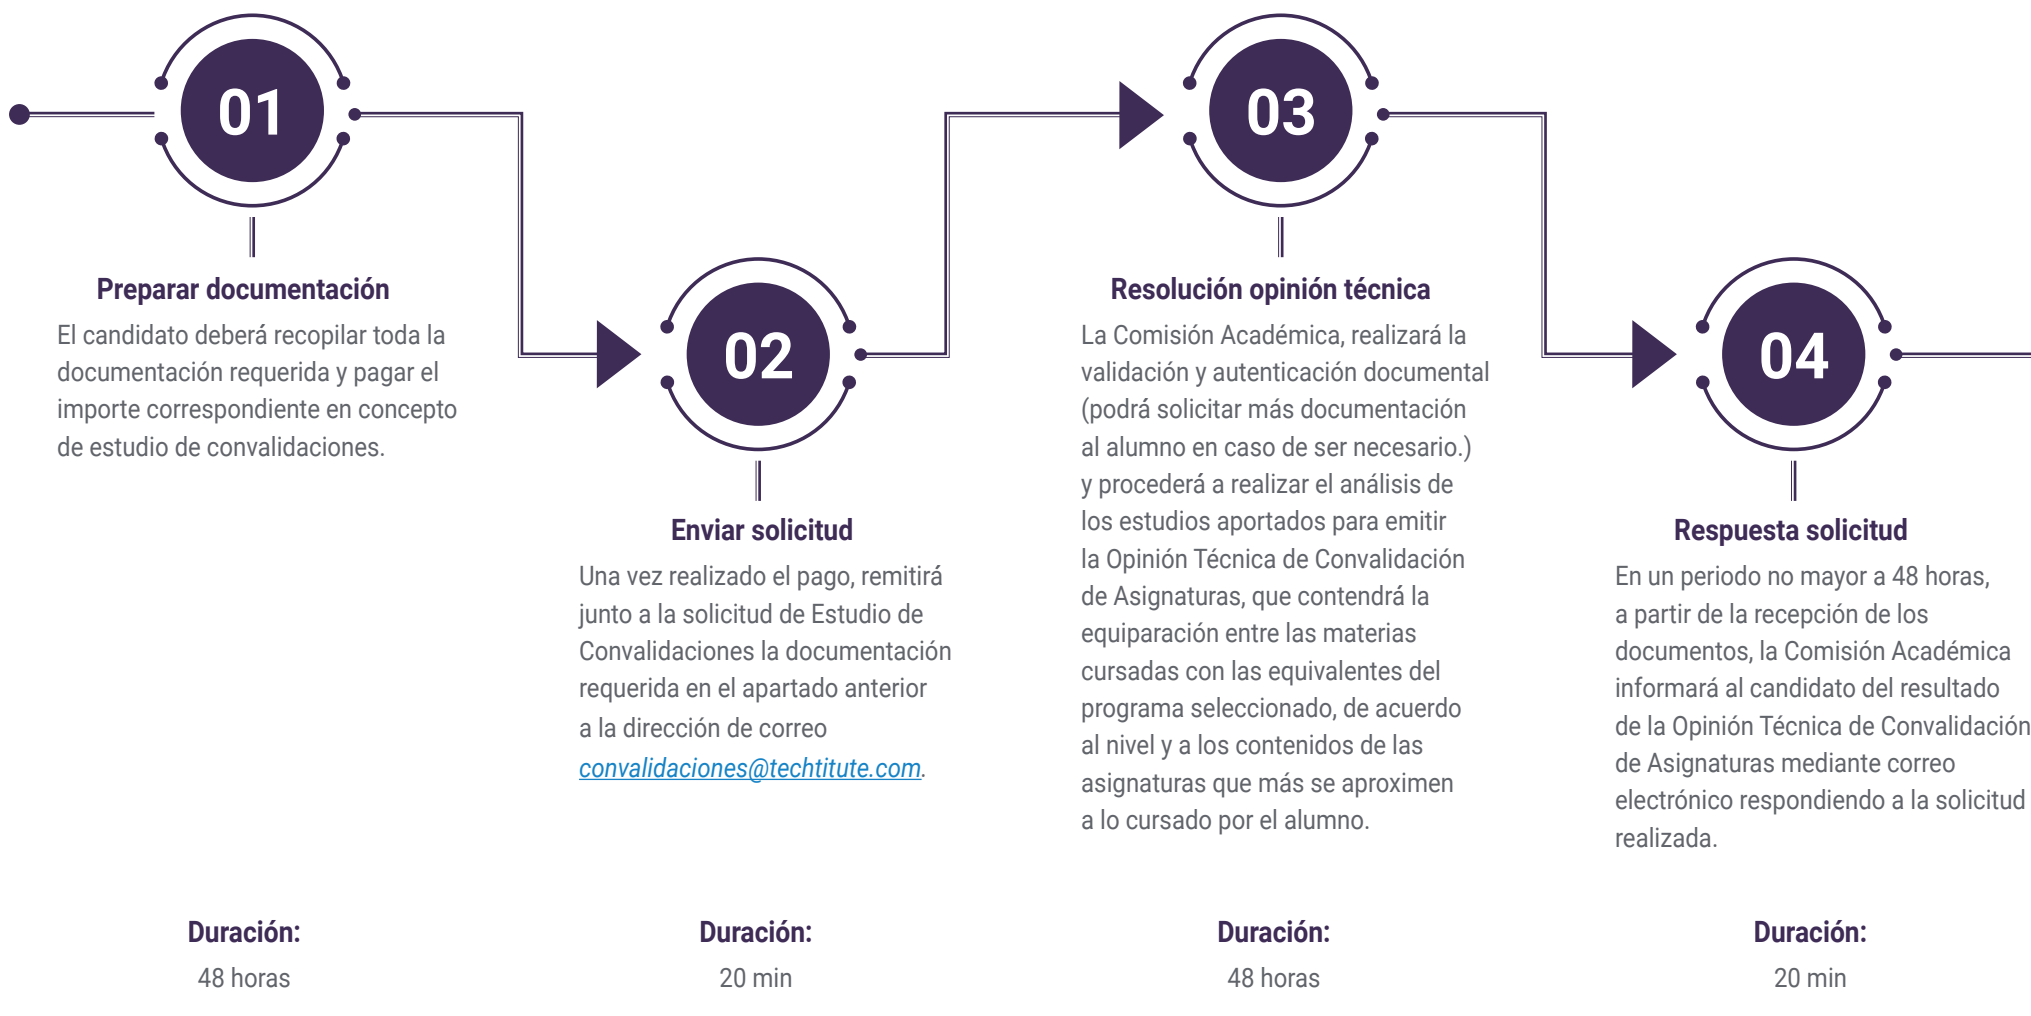 01
Preparar documentación
El candidato deberá recopilar toda la
documentación requerida y pagar el
importe correspondiente en concepto
de estudio de convalidaciones.
Duración:
48 horas
02
Enviar solicitud
Una vez realizado el pago, remitirá
junto a la solicitud de Estudio de
Convalidaciones la documentación
requerida en el apartado anterior
a la dirección de correo
convalidaciones@techtitute.com.
Duración:
20 min
03
Resolución opinión técnica
La Comisión Académica, realizará la
validación y autenticación documental
(podrá solicitar más documentación
al alumno en caso de ser necesario.)
y procederá a realizar el análisis de
los estudios aportados para emitir
la Opinión Técnica de Convalidación
de Asignaturas, que contendrá la
equiparación entre las materias
cursadas con las equivalentes del
programa seleccionado, de acuerdo
al nivel y a los contenidos de las
asignaturas que más se aproximen
a lo cursado por el alumno.
Duración:
48 horas
04
Respuesta solicitud
En un periodo no mayor a 48 horas,
a partir de la recepción de los
documentos, la Comisión Académica
informará al candidato del resultado
de la Opinión Técnica de Convalidación
de Asignaturas mediante correo
electrónico respondiendo a la solicitud
realizada.
Duración:
20 min